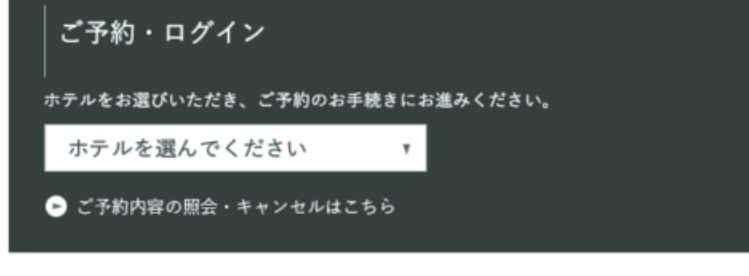 ご予約・ログイン
ホテルをお選びいただき、ご予約のお手続きにお進みください。
ホテルを選んでください
ご予約内容の照会・キャンセルはこちら